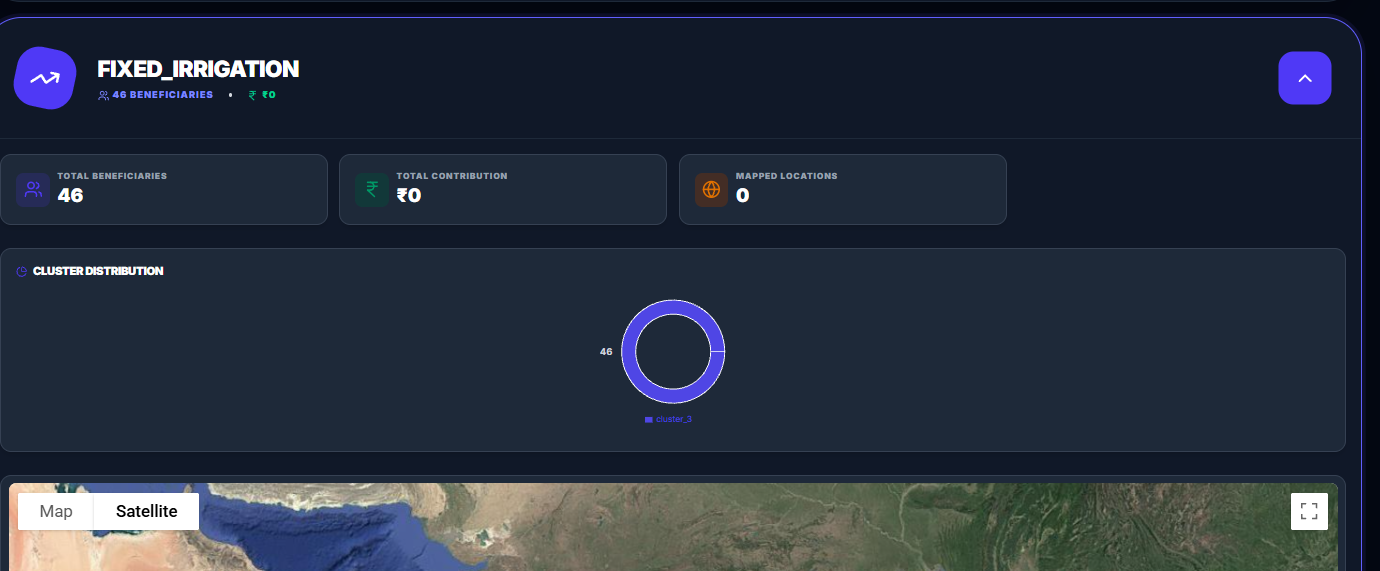 FIXED_IRRIGATION
46 BENEFICIARIES • ₹ ₹0
TOTAL BENEFICIARIES
46
TOTAL CONTRIBUTION
₹ ₹0
MAPPED LOCATIONS
0
CLUSTER DISTRIBUTION
46
cluster_3
Map Satellite